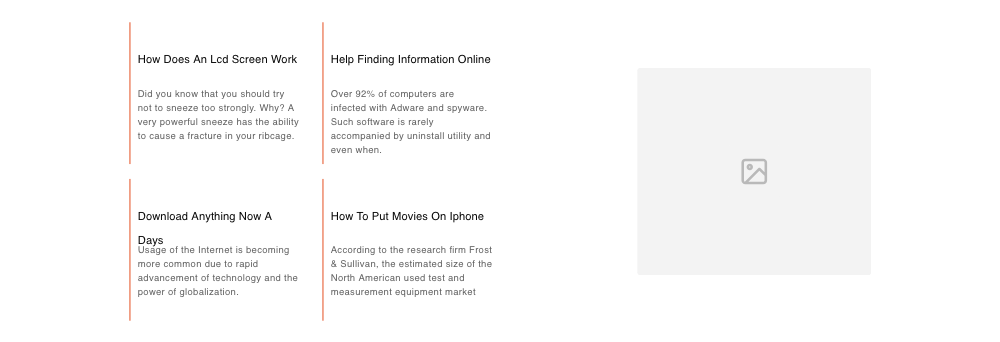 How Does An Lcd Screen Work
Did you know that you should try
not to sneeze too strongly. Why? A
very powerful sneeze has the ability
to cause a fracture in your ribcage.
Help Finding Information Online
Over 92% of computers are
infected with Adware and spyware.
Such software is rarely
accompanied by uninstall utility and
even when.
Download Anything Now A
Days
Usage of the Internet is becoming
more common due to rapid
advancement of technology and the
power of globalization.
How To Put Movies On Iphone
According to the research firm Frost
& Sullivan, the estimated size of the
North American used test and
measurement equipment market